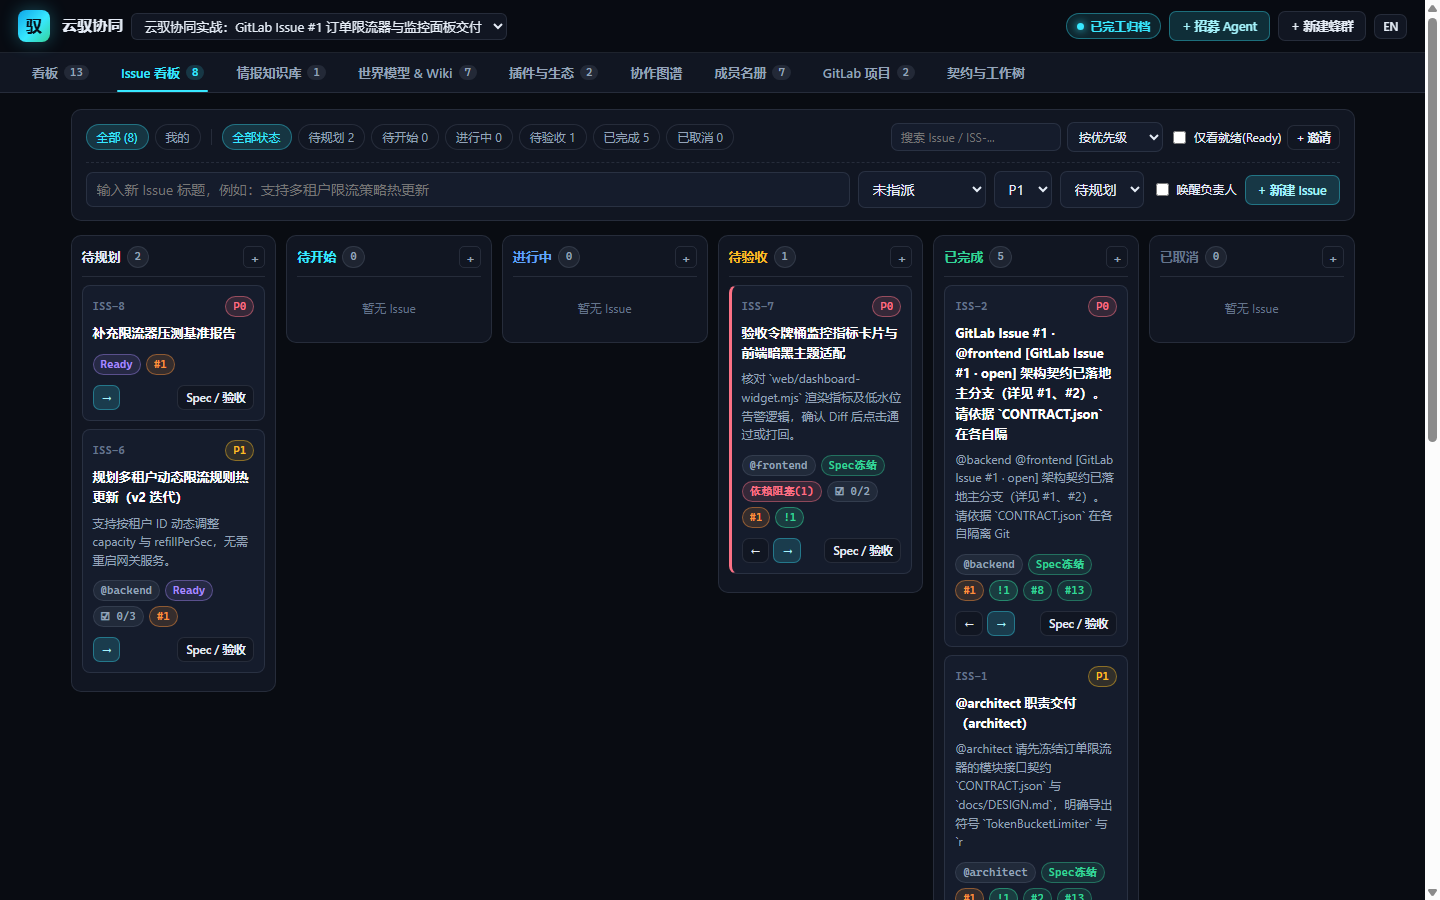 驭 云驭协同 云驭协同实战：GitLab Issue #1 订单限流器与监控面板交付 已完工归档 + 招募 Agent + 新建蜂群 EN
看板 13 Issue 看板 8 情报知识库 1 世界模型 & Wiki 7 插件与生态 2 协作图谱 成员名册 7 GitLab 项目 2 契约与工作树
全部 (8) 我的 全部状态 待规划 2 待开始 0 进行中 0 待验收 1 已完成 5 已取消 0 搜索 Issue / ISS-... 按优先级 仅看就绪(Ready) + 邀请
输入新 Issue 标题，例如：支持多租户限流策略热更新 未指派 P1 待规划 唤醒负责人 + 新建 Issue
待规划 2 +
ISS-8 P0
补充限流器压测基准报告
Ready #1
→ Spec / 验收
ISS-6 P1
规划多租户动态限流规则热
更新（v2 迭代）
支持按租户 ID 动态调整
capacity 与 refillPerSec，无需
重启网关服务。
@backend Ready
☑ 0/3 #1
→ Spec / 验收
待开始 0 +
暂无 Issue
进行中 0 +
暂无 Issue
待验收 1 +
ISS-7 P0
验收令牌桶监控指标卡片与
前端暗黑主题适配
核对 `web/dashboard-
widget.mjs` 渲染指标及低水位
告警逻辑，确认 Diff 后点击通
过或打回。
@frontend Spec冻结
依赖阻塞(1) ☑ 0/2
#1 !1
← → Spec / 验收
已完成 5 +
ISS-2 P0
GitLab Issue #1 ·
@frontend [GitLab Issue
#1 · open] 架构契约已落地
主分支（详见 #1、#2）。
请依据 `CONTRACT.json`
在各自隔
@backend @frontend [GitLab
Issue #1 · open] 架构契约已落
地主分支（详见 #1、#2）。
请依据 `CONTRACT.json` 在各
自隔离 Git
@backend Spec冻结
#1 !1 #8 #13
← → Spec / 验收
ISS-1 P1
@architect 职责交付
（architect）
@architect 请先冻结订单限流
器的模块接口契约
`CONTRACT.json` 与
`docs/DESIGN.md`，明确导出
符号 `TokenBucketLimiter` 与
`r
@architect Spec冻结
#1 !1 #2 #13
已取消 0 +
暂无 Issue